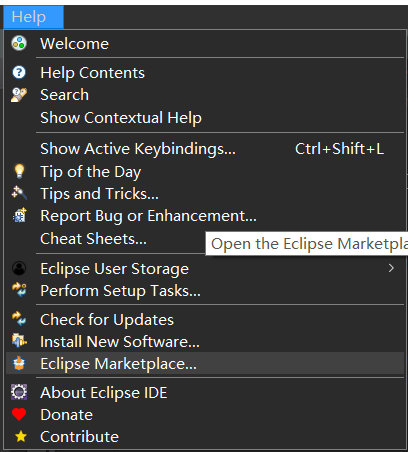 Help
Welcome
Help Contents
Search
Show Contextual Help
Show Active Keybindings... Ctrl+Shift+L
Tip of the Day
Tips and Tricks...
Report Bug or Enhancement...
Cheat Sheets...
Open the Eclipse Marketpla
Eclipse User Storage
Perform Setup Tasks...
Check for Updates
Install New Software...
Eclipse Marketplace...
About Eclipse IDE
Donate
Contribute